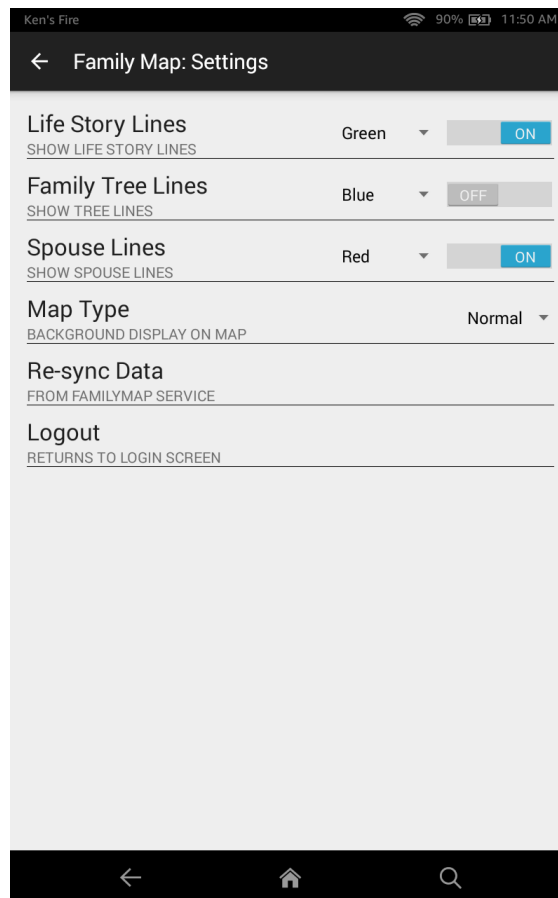 Ken's Fire 90% 11:50 AM
Family Map: Settings
Life Story Lines Green ON
SHOW LIFE STORY LINES
Family Tree Lines Blue OFF
SHOW TREE LINES
Spouse Lines Red ON
SHOW SPOUSE LINES
Map Type Normal
BACKGROUND DISPLAY ON MAP
Re-sync Data
FROM FAMILYMAP SERVICE
Logout
RETURNS TO LOGIN SCREEN